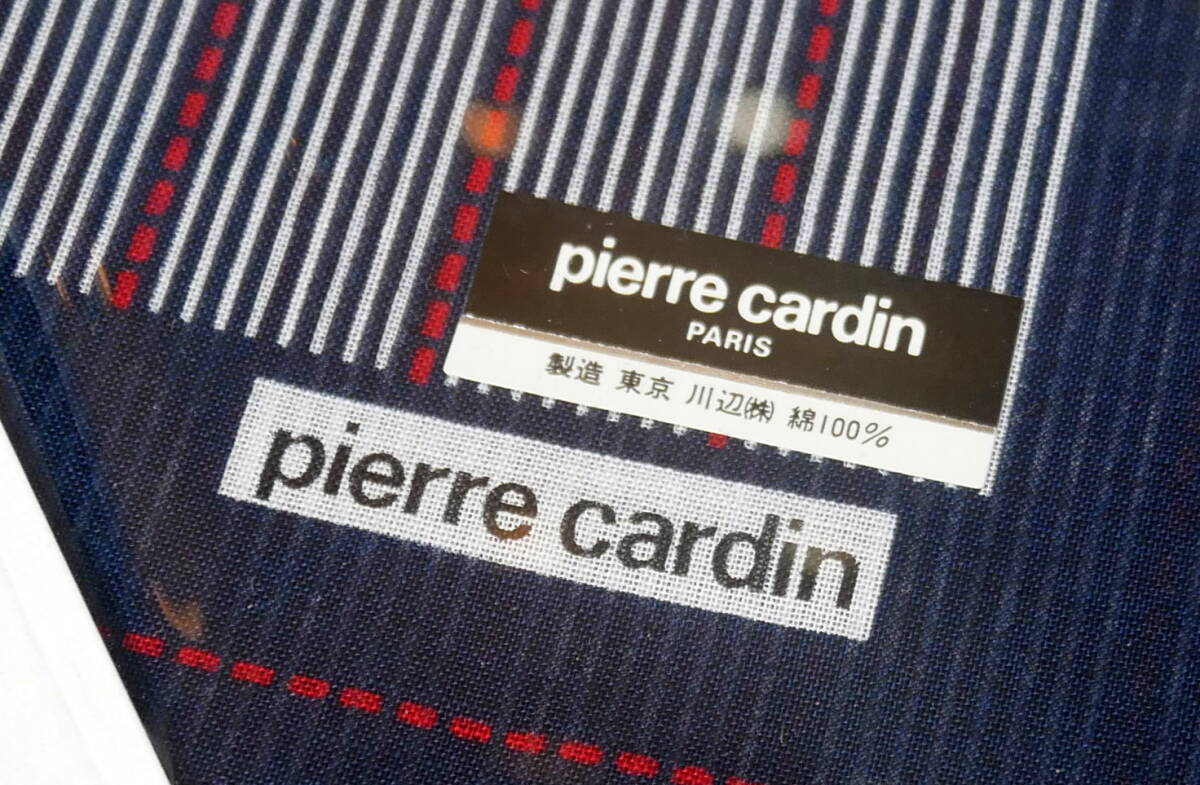 pierre cardin
PARIS
製造 東京 川辺㈱ 綿100%
pierre cardin